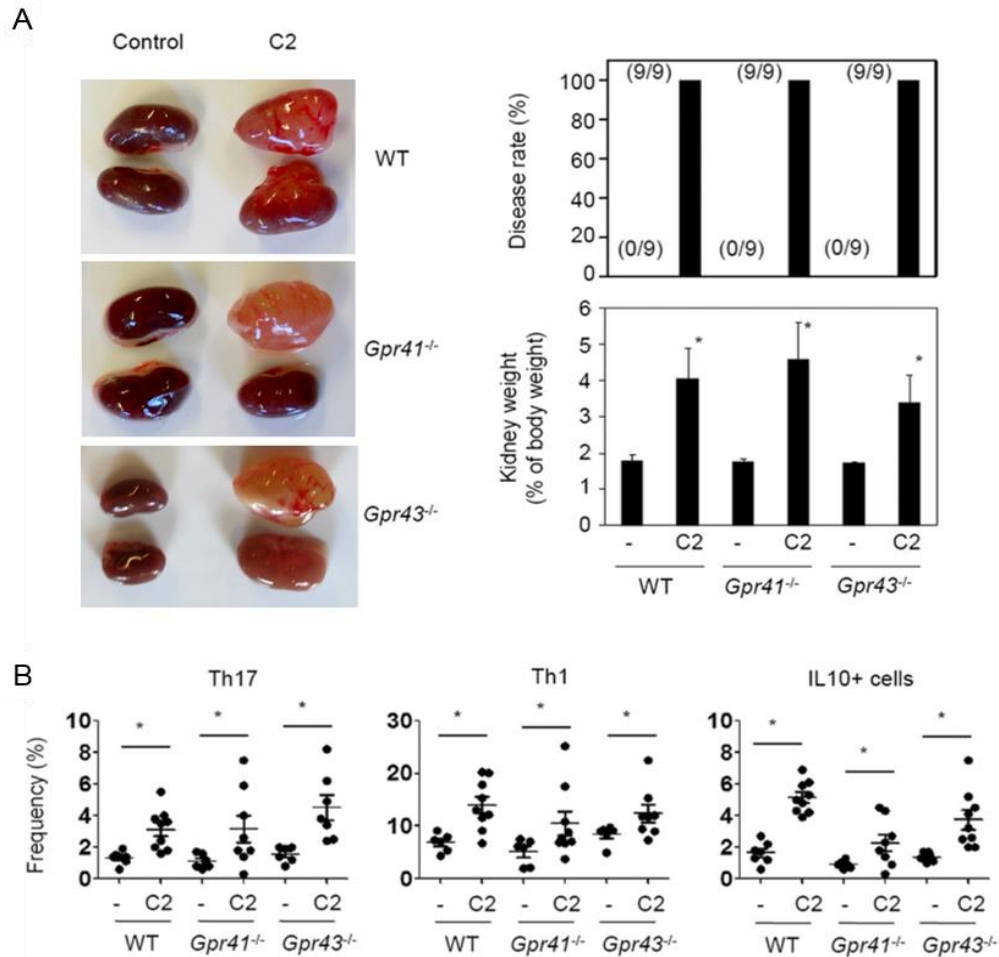 A
Control C2
WT
Gpr41-/-
Gpr43-/-
Disease rate (%)
100
80
60
40
20
0
(9/9) (9/9) (9/9)
(0/9) (0/9) (0/9)
Kidney weight
(% of body weight)
6
5
4
3
2
1
0
* * *
- C2 - C2 - C2
WT Gpr41-/- Gpr43-/-
B
Th17 Th1 IL10+ cells
Frequency (%)
10
8
6
4
2
0
* * *
- C2 - C2 - C2
WT Gpr41-/- Gpr43-/-
30
20
10
0
* * *
- C2 - C2 - C2
WT Gpr41-/- Gpr43-/-
10
8
6
4
2
0
* * *
- C2 - C2 - C2
WT Gpr41-/- Gpr43-/-